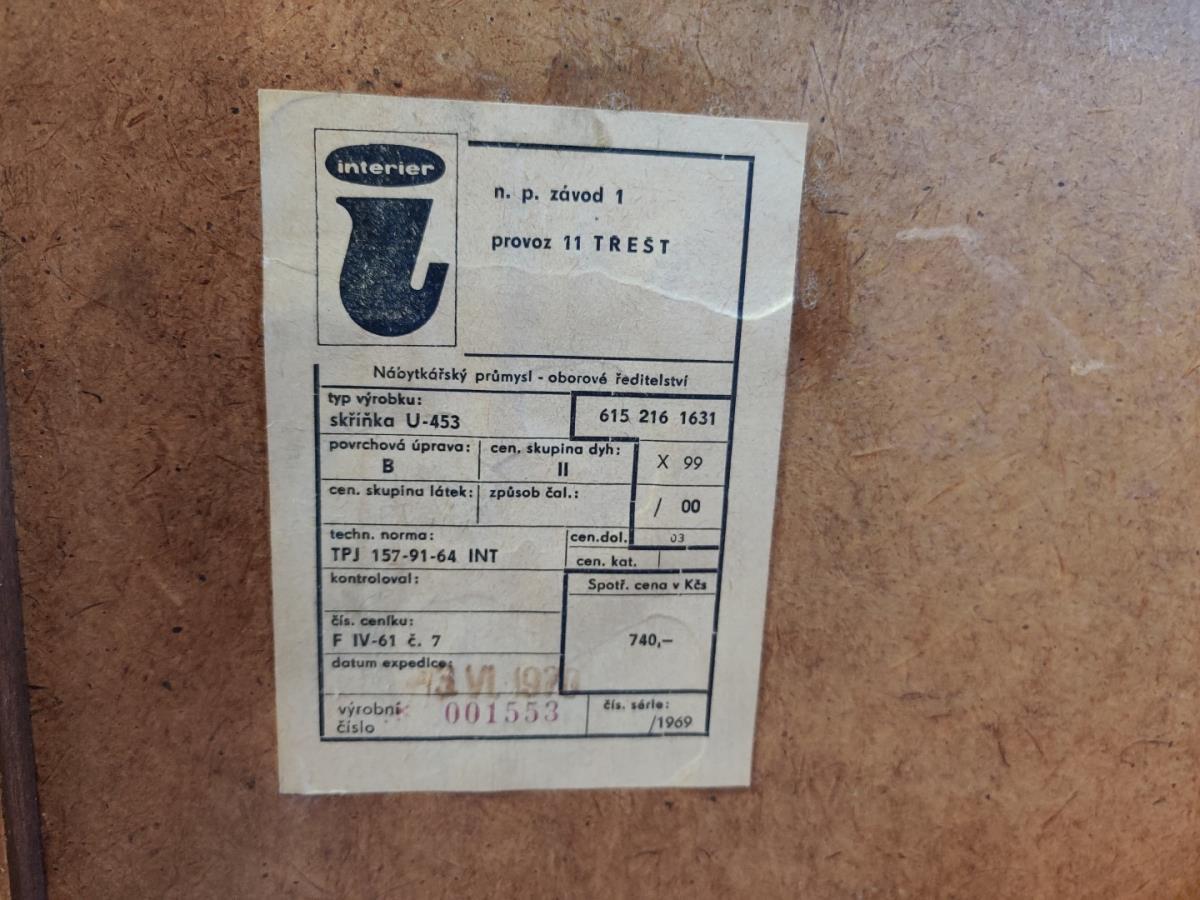 interier
n. p. závod 1
provoz 11 TŘEŠŤ
Nábytkářský průmysl - oborové ředitelství
typ výrobku:
skříňka U-453
615 216 1631
povrchová úprava:
B
cen. skupina dyh:
II
X 99
cen. skupina látek:
způsob čal.:
/ 00
techn. norma:
TPJ 157-91-64 INT
cen.dol.
03
cen. kat.
kontroloval:
Spotř. cena v Kčs
740,—
čís. ceníku:
F IV-61 č. 7
datum expedice:
VI
výrobní
číslo
001553
čís. série:
/1969